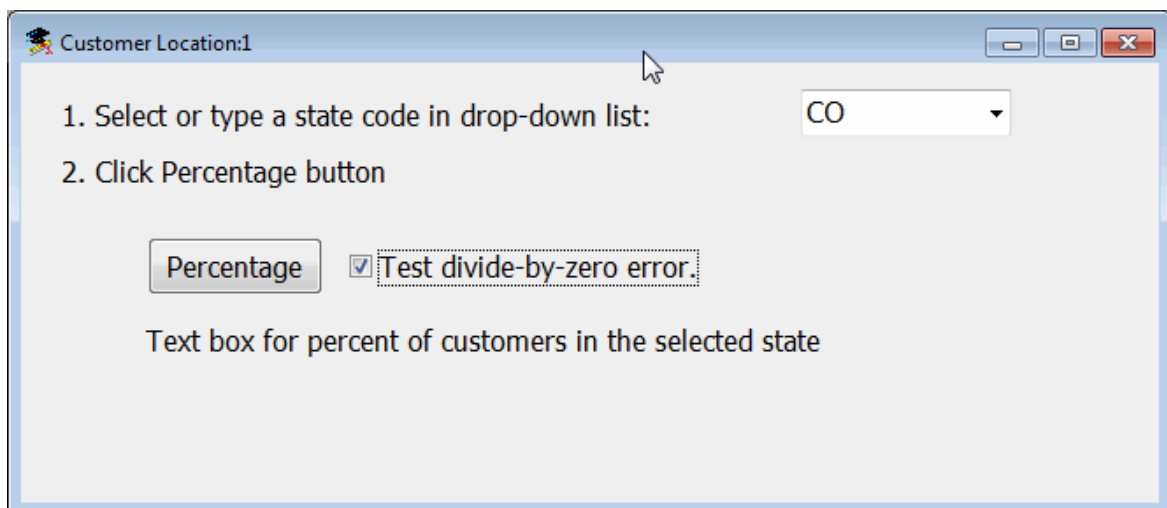 Customer Location:1
1. Select or type a state code in drop-down list: CO
2. Click Percentage button
Percentage Test divide-by-zero error.
Text box for percent of customers in the selected state